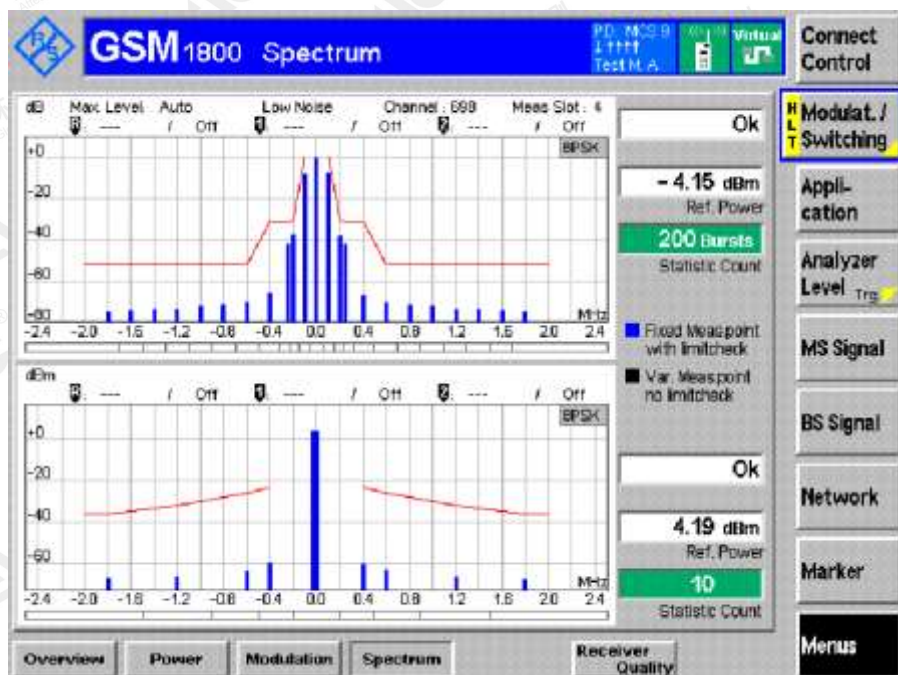 R&S
GSM 1800 Spectrum
PD: MCS 9
Test M. A
Virtual
Connect Control
dB Max. Level Auto Low Noise Channel : 698 Meas Slot : 4
--- / Off --- / Off --- / Off
8PSK
+0
-20
-40
-60
-80
MHz
-2.4 -2.0 -1.6 -1.2 -0.8 -0.4 0.0 0.4 0.8 1.2 1.6 2.0 2.4
Ok
- 4.15 dBm
Ref. Power
200 Bursts
Statistic Count
Fixed Meas point
with limitcheck
Var. Meas point
no limitcheck
dBm
--- / Off --- / Off --- / Off
8PSK
+0
-20
-40
-60
MHz
-2.4 -2.0 -1.6 -1.2 -0.8 -0.4 0.0 0.4 0.8 1.2 1.6 2.0 2.4
Ok
4.19 dBm
Ref. Power
10
Statistic Count
HLT
Modulat. /
Switching
Appli-
cation
Analyzer
Level Trg
MS Signal
BS Signal
Network
Marker
Menus
Overview Power Modulation Spectrum Receiver
Quality